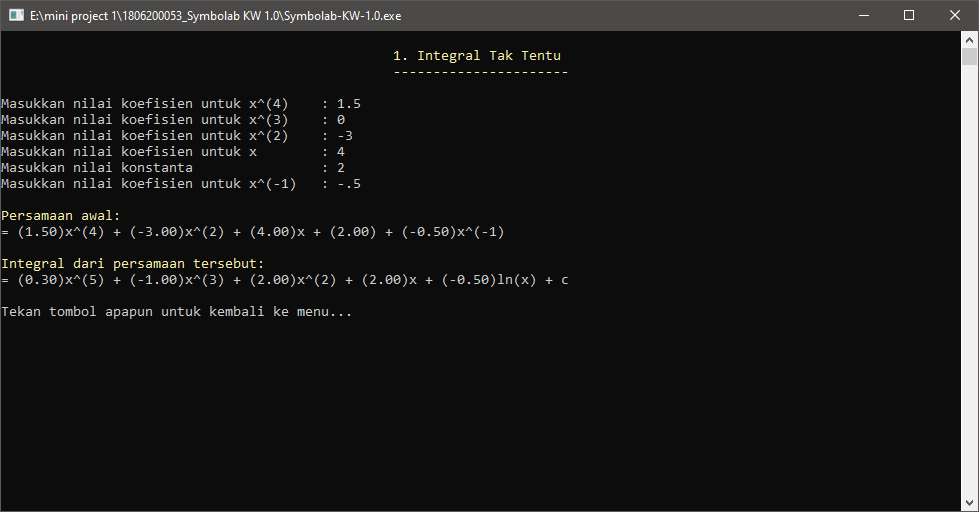 E:\mini project 1\1806200053_Symbolab KW 1.0\Symbolab-KW-1.0.exe
1. Integral Tak Tentu
----------------------
Masukkan nilai koefisien untuk x^(4)    : 1.5
Masukkan nilai koefisien untuk x^(3)    : 0
Masukkan nilai koefisien untuk x^(2)    : -3
Masukkan nilai koefisien untuk x        : 4
Masukkan nilai konstanta                : 2
Masukkan nilai koefisien untuk x^(-1)   : -.5
Persamaan awal:
= (1.50)x^(4) + (-3.00)x^(2) + (4.00)x + (2.00) + (-0.50)x^(-1)
Integral dari persamaan tersebut:
= (0.30)x^(5) + (-1.00)x^(3) + (2.00)x^(2) + (2.00)x + (-0.50)ln(x) + c
Tekan tombol apapun untuk kembali ke menu...